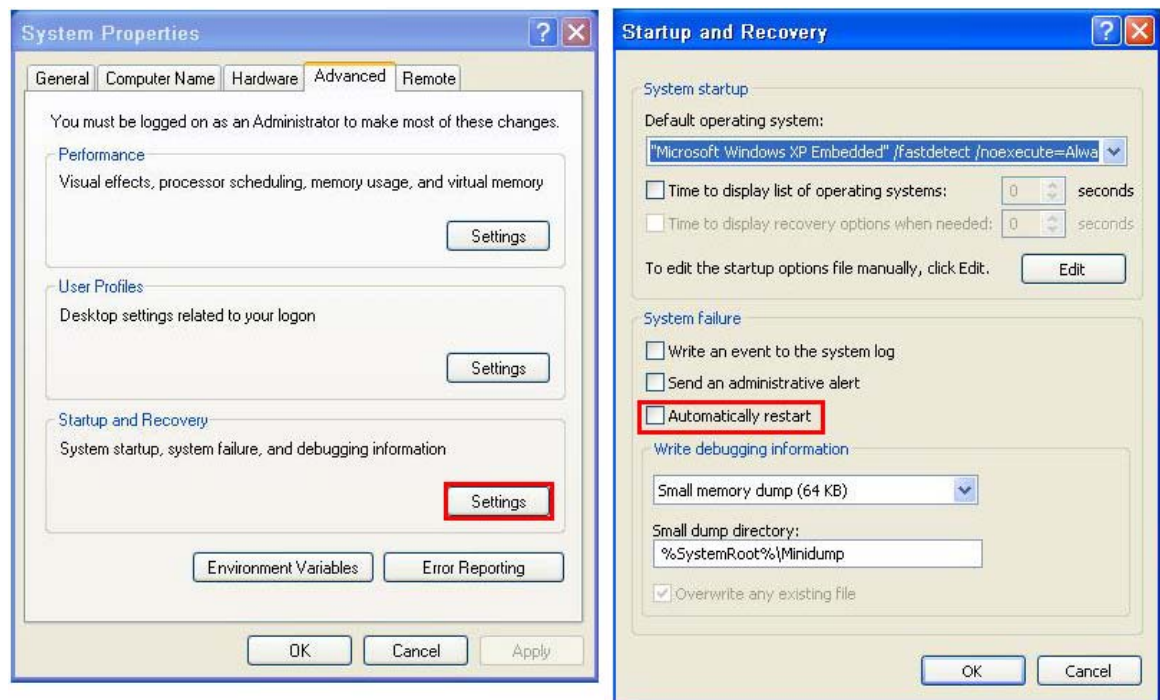 System Properties
General Computer Name Hardware Advanced Remote
You must be logged on as an Administrator to make most of these changes.
Performance
Visual effects, processor scheduling, memory usage, and virtual memory
Settings
User Profiles
Desktop settings related to your logon
Settings
Startup and Recovery
System startup, system failure, and debugging information
Settings
Environment Variables Error Reporting
OK Cancel Apply
Startup and Recovery
System startup
Default operating system:
"Microsoft Windows XP Embedded" /fastdetect /noexecute=Alwa
Time to display list of operating systems: 0 seconds
Time to display recovery options when needed: 0 seconds
To edit the startup options file manually, click Edit. Edit
System failure
Write an event to the system log
Send an administrative alert
Automatically restart
Write debugging information
Small memory dump (64 KB)
Small dump directory:
%SystemRoot%\Minidump
Overwrite any existing file
OK Cancel